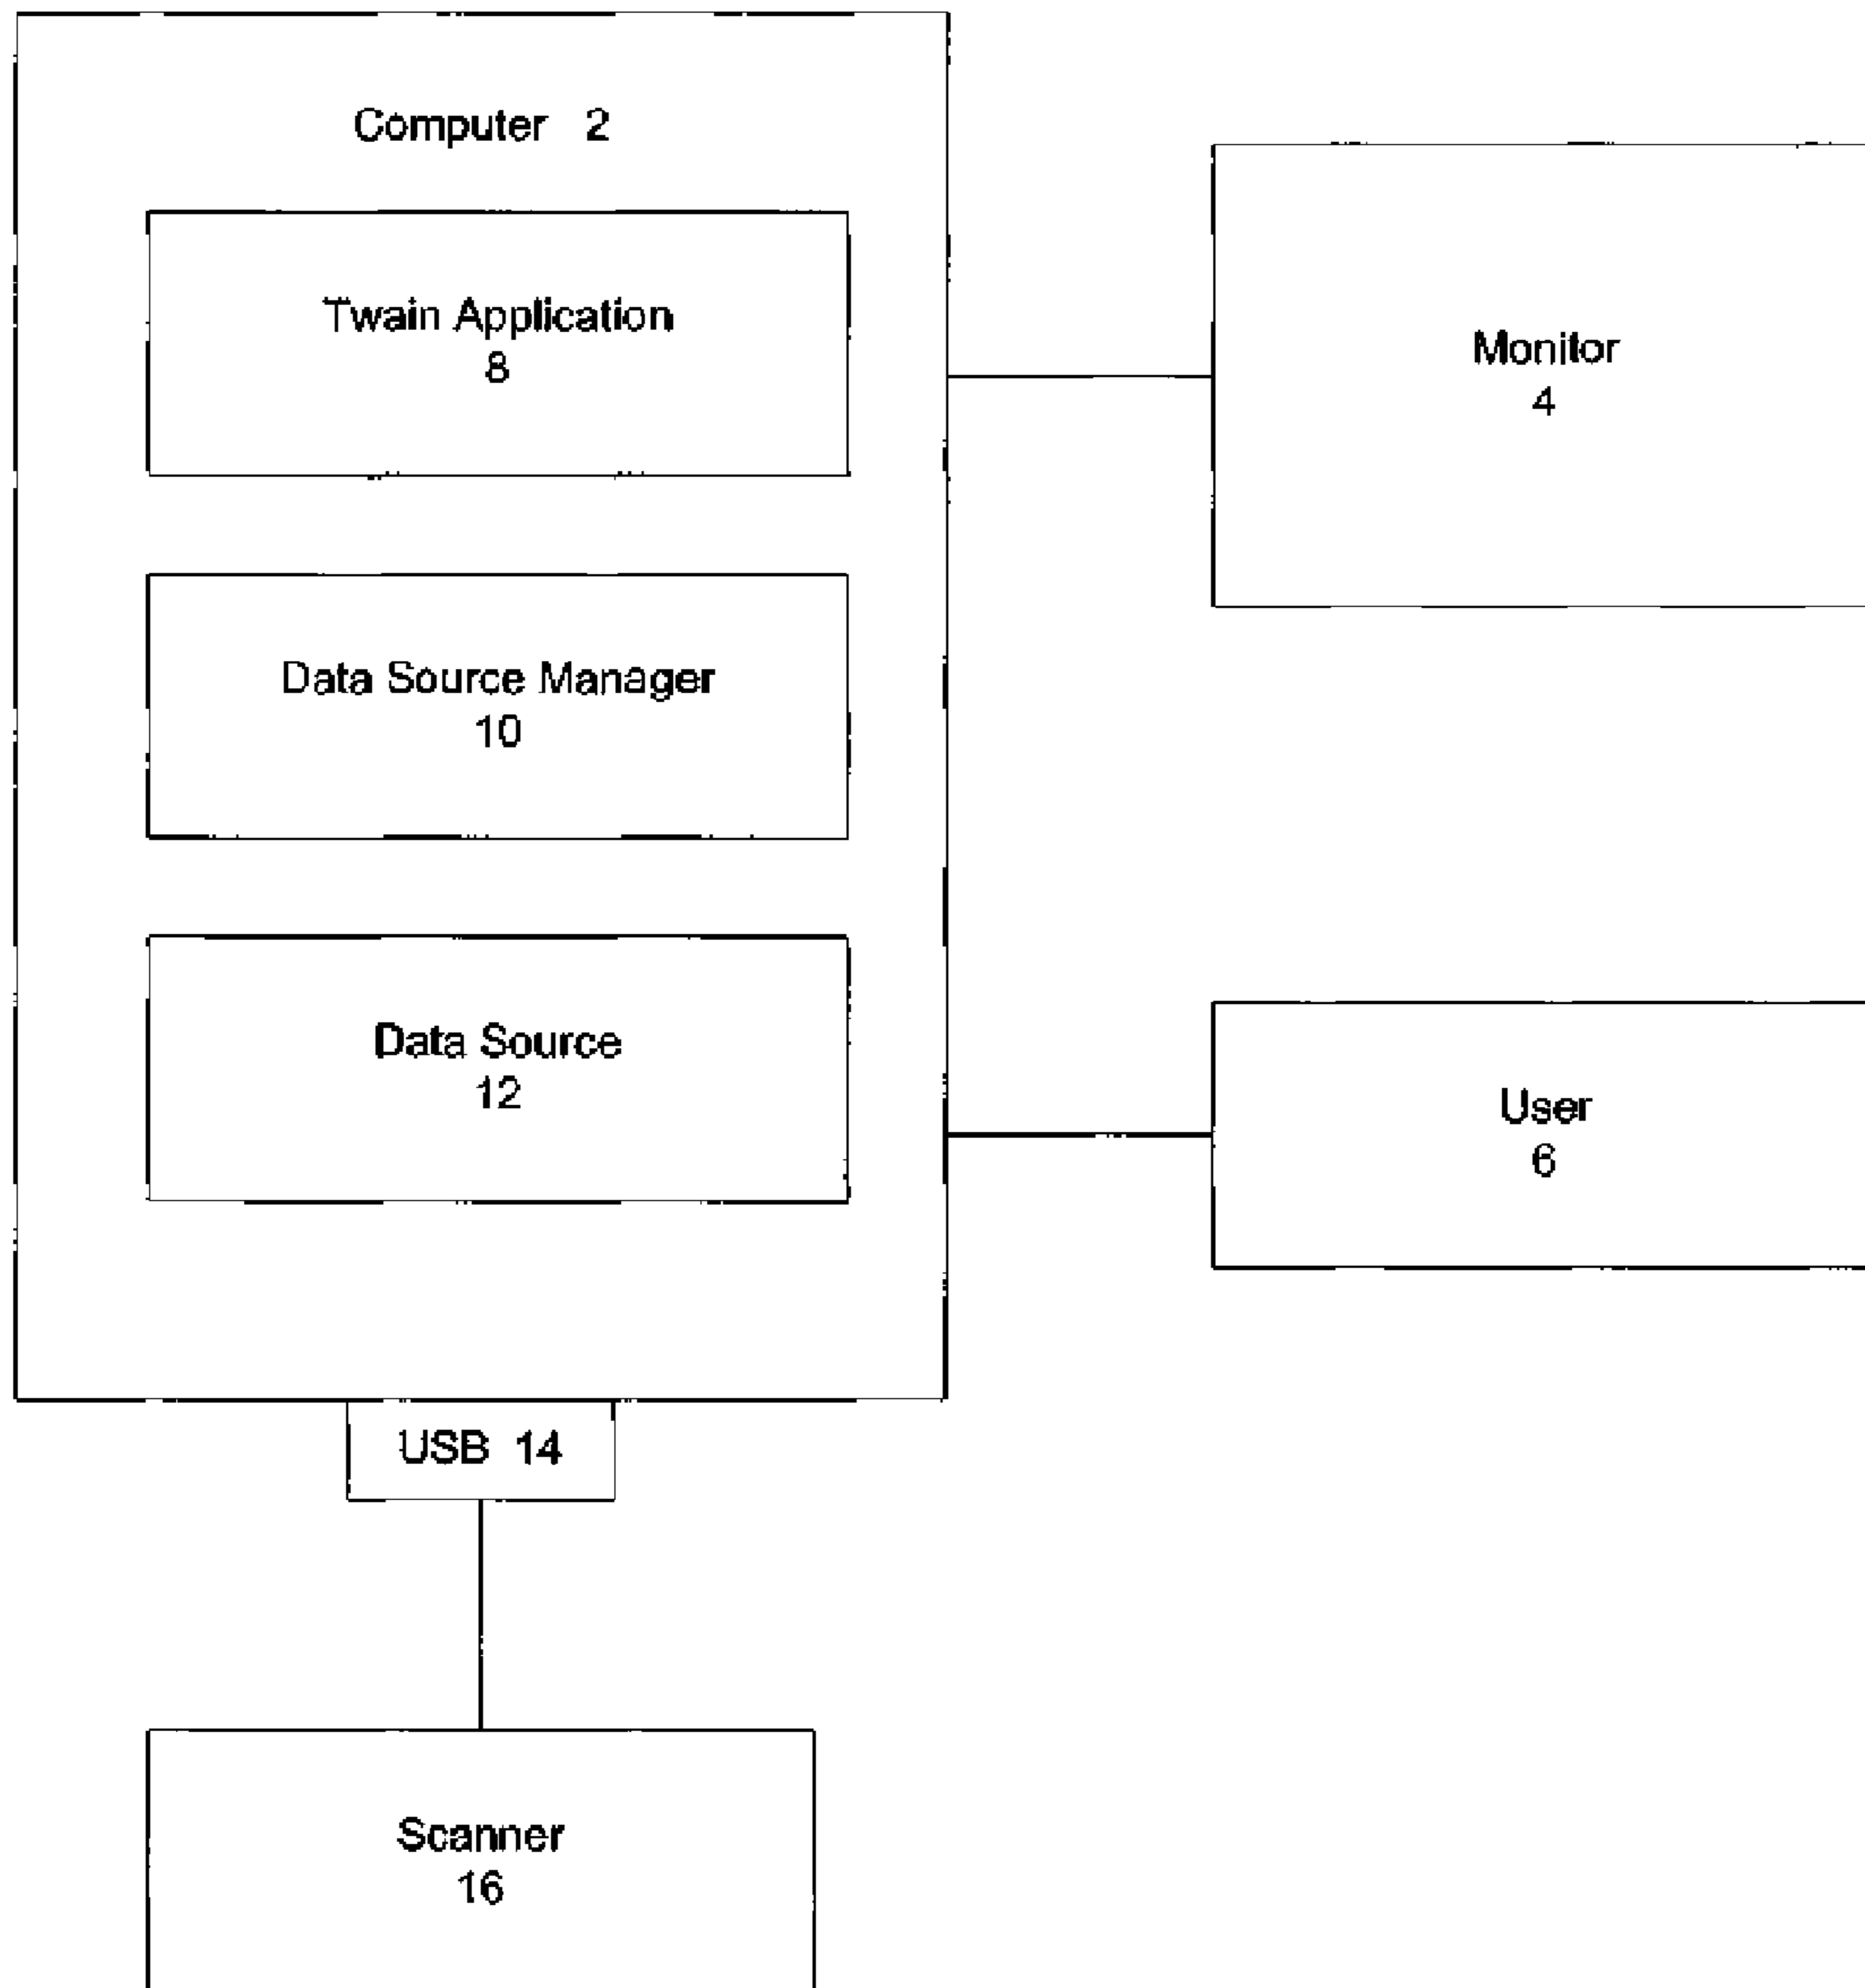 Computer 2
Twain Application
8
Monitor
4
Data Source Manager
10
Data Source
12
User
6
USB 14
Scanner
16